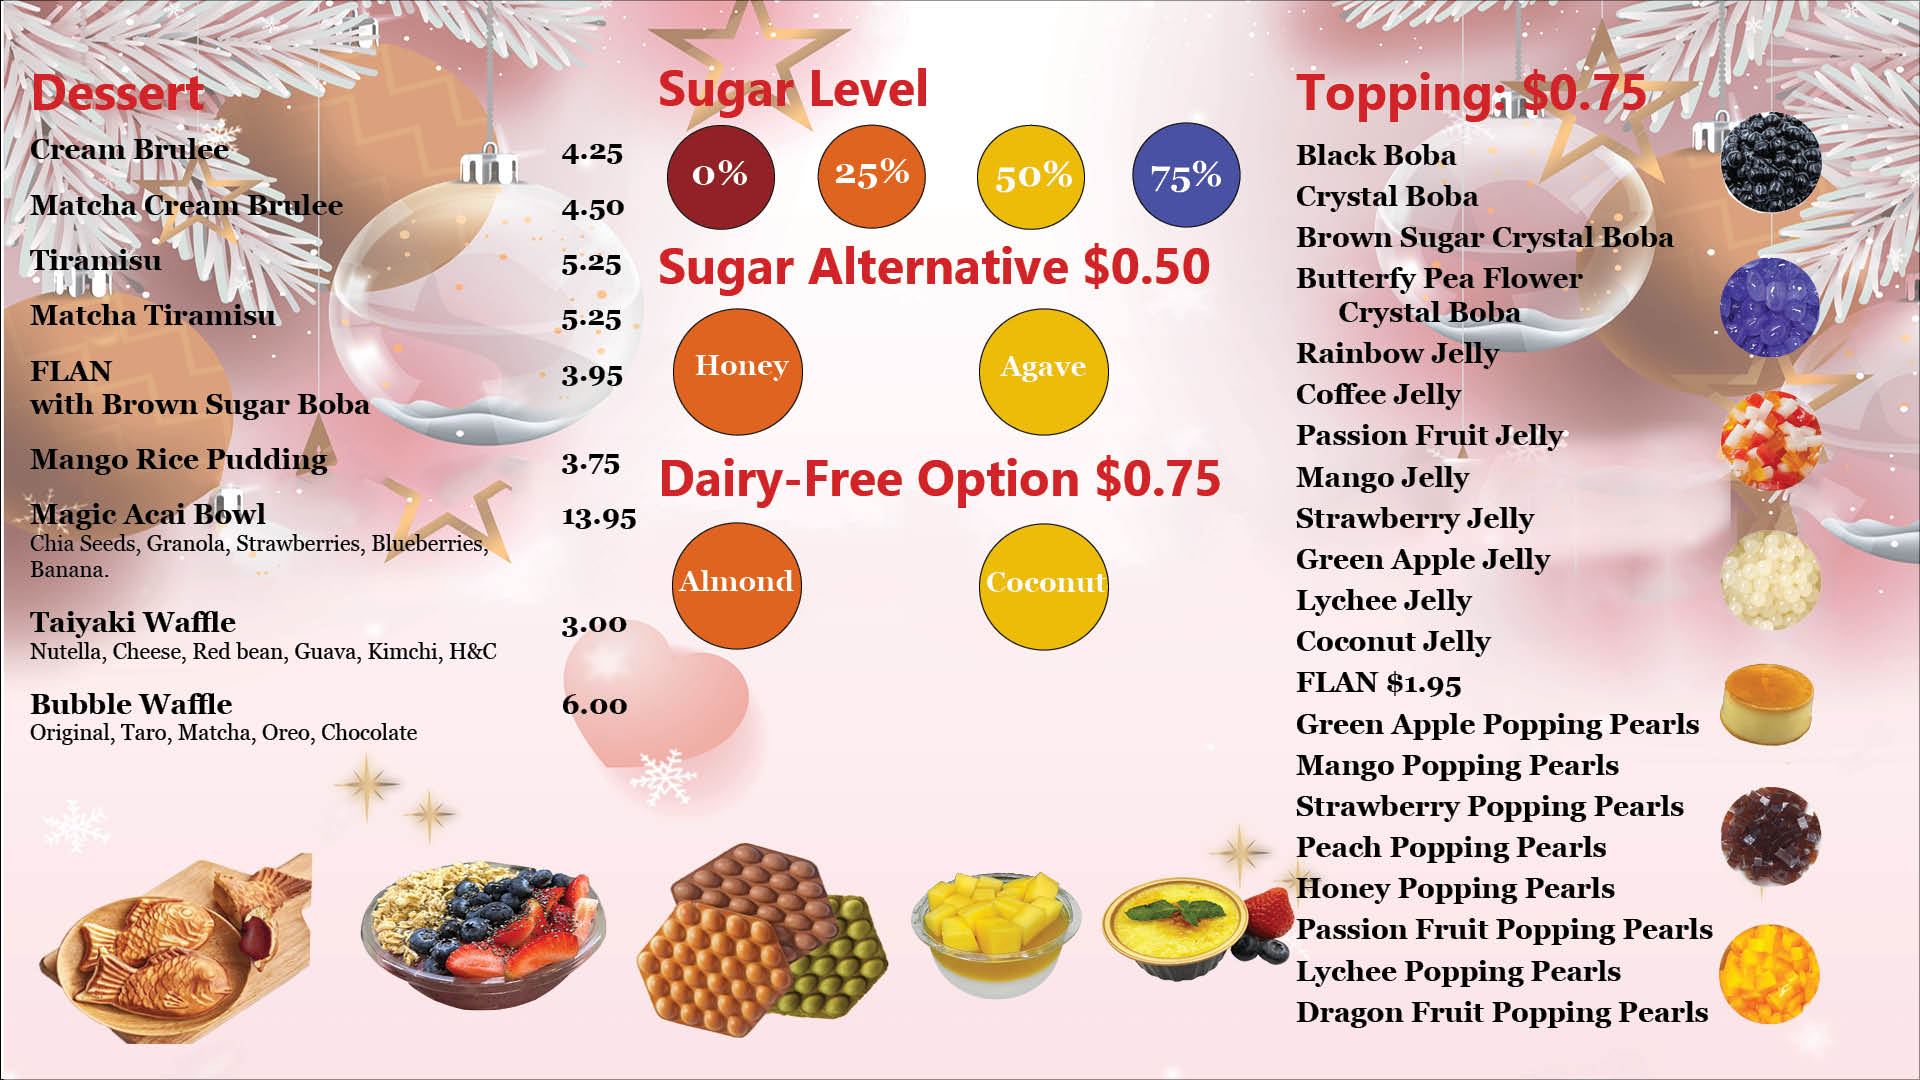 Dessert
Cream Brulee 4.25
Matcha Cream Brulee 4.50
Tiramisu 5.25
Matcha Tiramisu 5.25
FLAN 3.95
with Brown Sugar Boba
Mango Rice Pudding 3.75
Magic Acai Bowl 13.95
Chia Seeds, Granola, Strawberries, Blueberries,
Banana.
Taiyaki Waffle 3.00
Nutella, Cheese, Red bean, Guava, Kimchi, H&C
Bubble Waffle 6.00
Original, Taro, Matcha, Oreo, Chocolate
Sugar Level
0% 25% 50% 75%
Sugar Alternative $0.50
Honey Agave
Dairy-Free Option $0.75
Almond Coconut
Topping: $0.75
Black Boba
Crystal Boba
Brown Sugar Crystal Boba
Butterfy Pea Flower
Crystal Boba
Rainbow Jelly
Coffee Jelly
Passion Fruit Jelly
Mango Jelly
Strawberry Jelly
Green Apple Jelly
Lychee Jelly
Coconut Jelly
FLAN $1.95
Green Apple Popping Pearls
Mango Popping Pearls
Strawberry Popping Pearls
Peach Popping Pearls
Honey Popping Pearls
Passion Fruit Popping Pearls
Lychee Popping Pearls
Dragon Fruit Popping Pearls